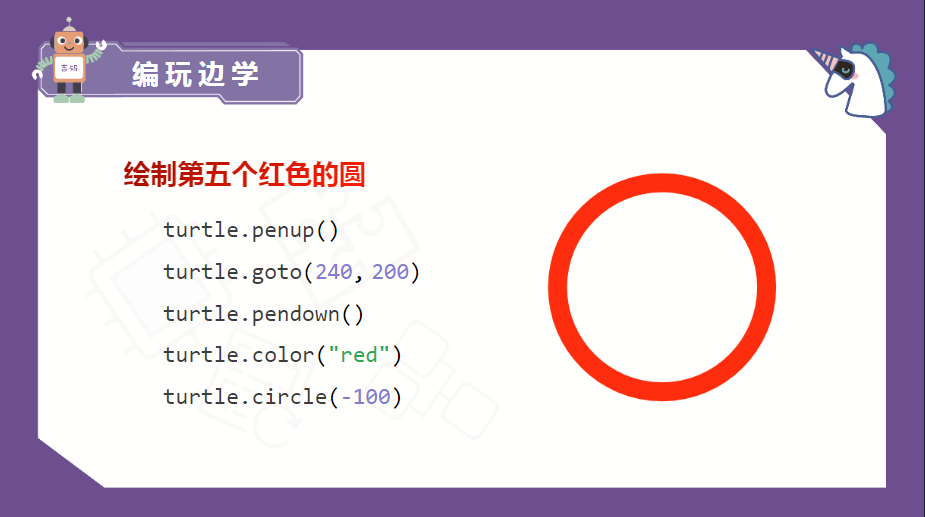 编玩边学
绘制第五个红色的圆
turtle.penup()
turtle.goto(240, 200)
turtle.pendown()
turtle.color("red")
turtle.circle(-100)